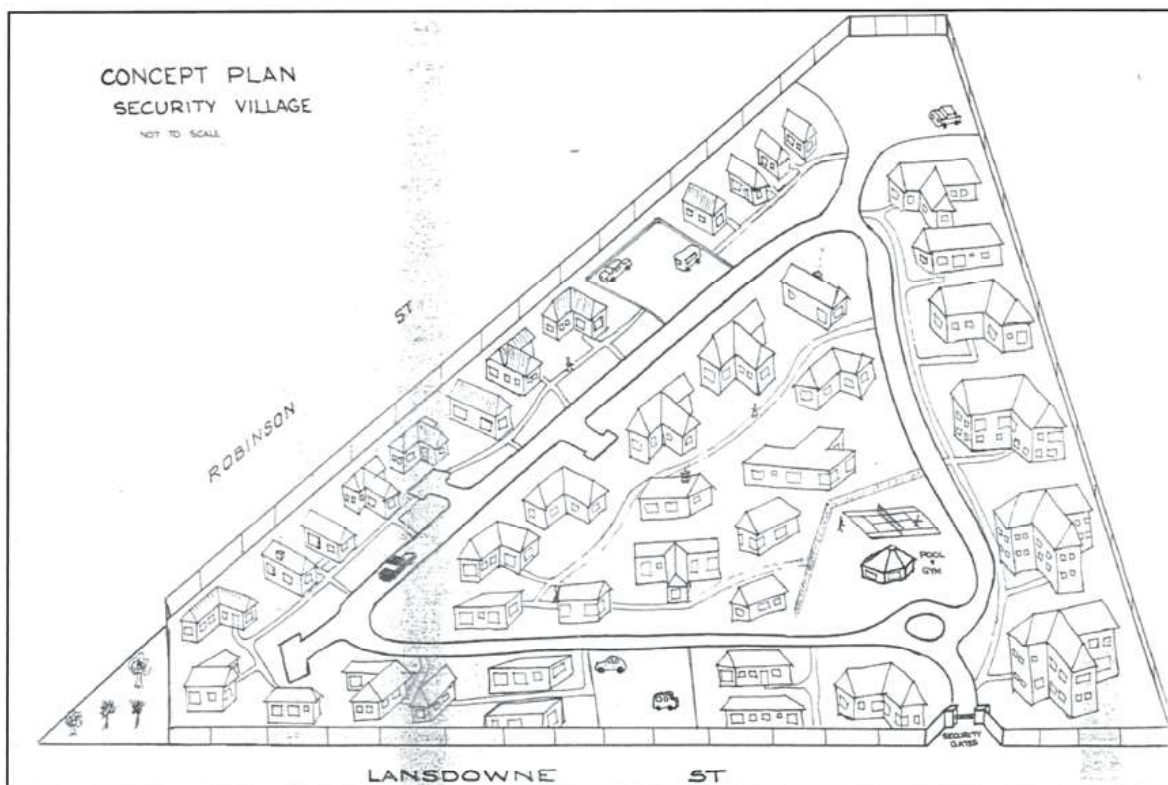 CONCEPT PLAN
SECURITY VILLAGE
NOT TO SCALE
ROBINSON ST
POOL
+
GYM
SECURITY
GATES
LANSDOWNE ST